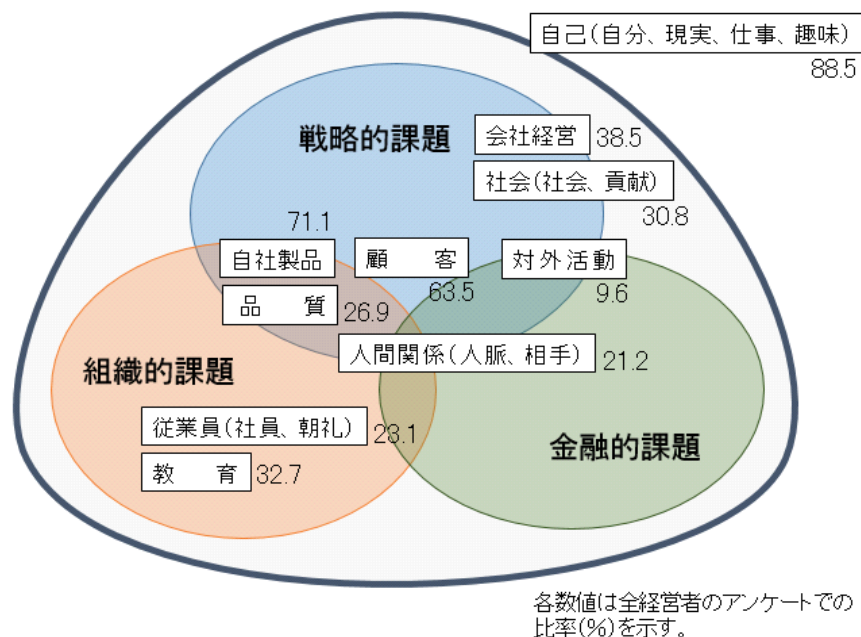 自己(自分、現実、仕事、趣味)
88.5
戦略的課題
会社経営 38.5
社会(社会、貢献)
30.8
71.1
自社製品
顧 客
63.5
対外活動
9.6
品 質 26.9
人間関係(人脈、相手) 21.2
組織的課題
従業員(社員、朝礼) 23.1
教 育 32.7
金融的課題
各数値は全経営者のアンケートでの
比率(%)を示す。